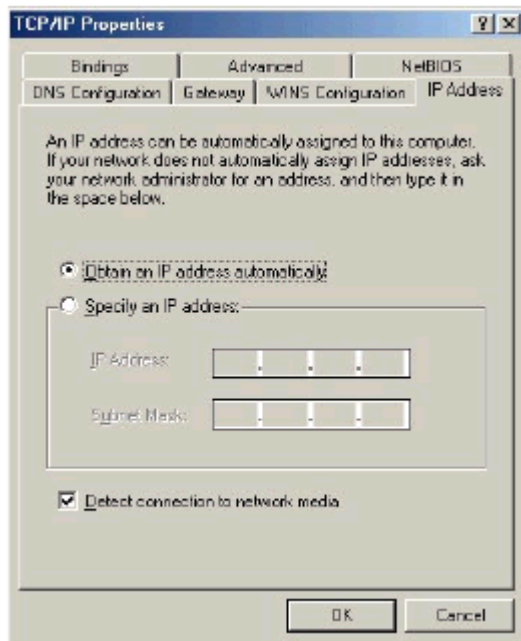 TCP/IP Properties
Bindings
Advanced
NetBIOS
DNS Configuration
Gateway
WINS Configuration
IP Address
An IP address can be automatically assigned to this computer.
If your network does not automatically assign IP addresses, ask
your network administrator for an address, and then type it in
the space below.
Obtain an IP address automatically
Specify an IP address:
IP Address:
Subnet Mask:
Detect connection to network media
OK
Cancel